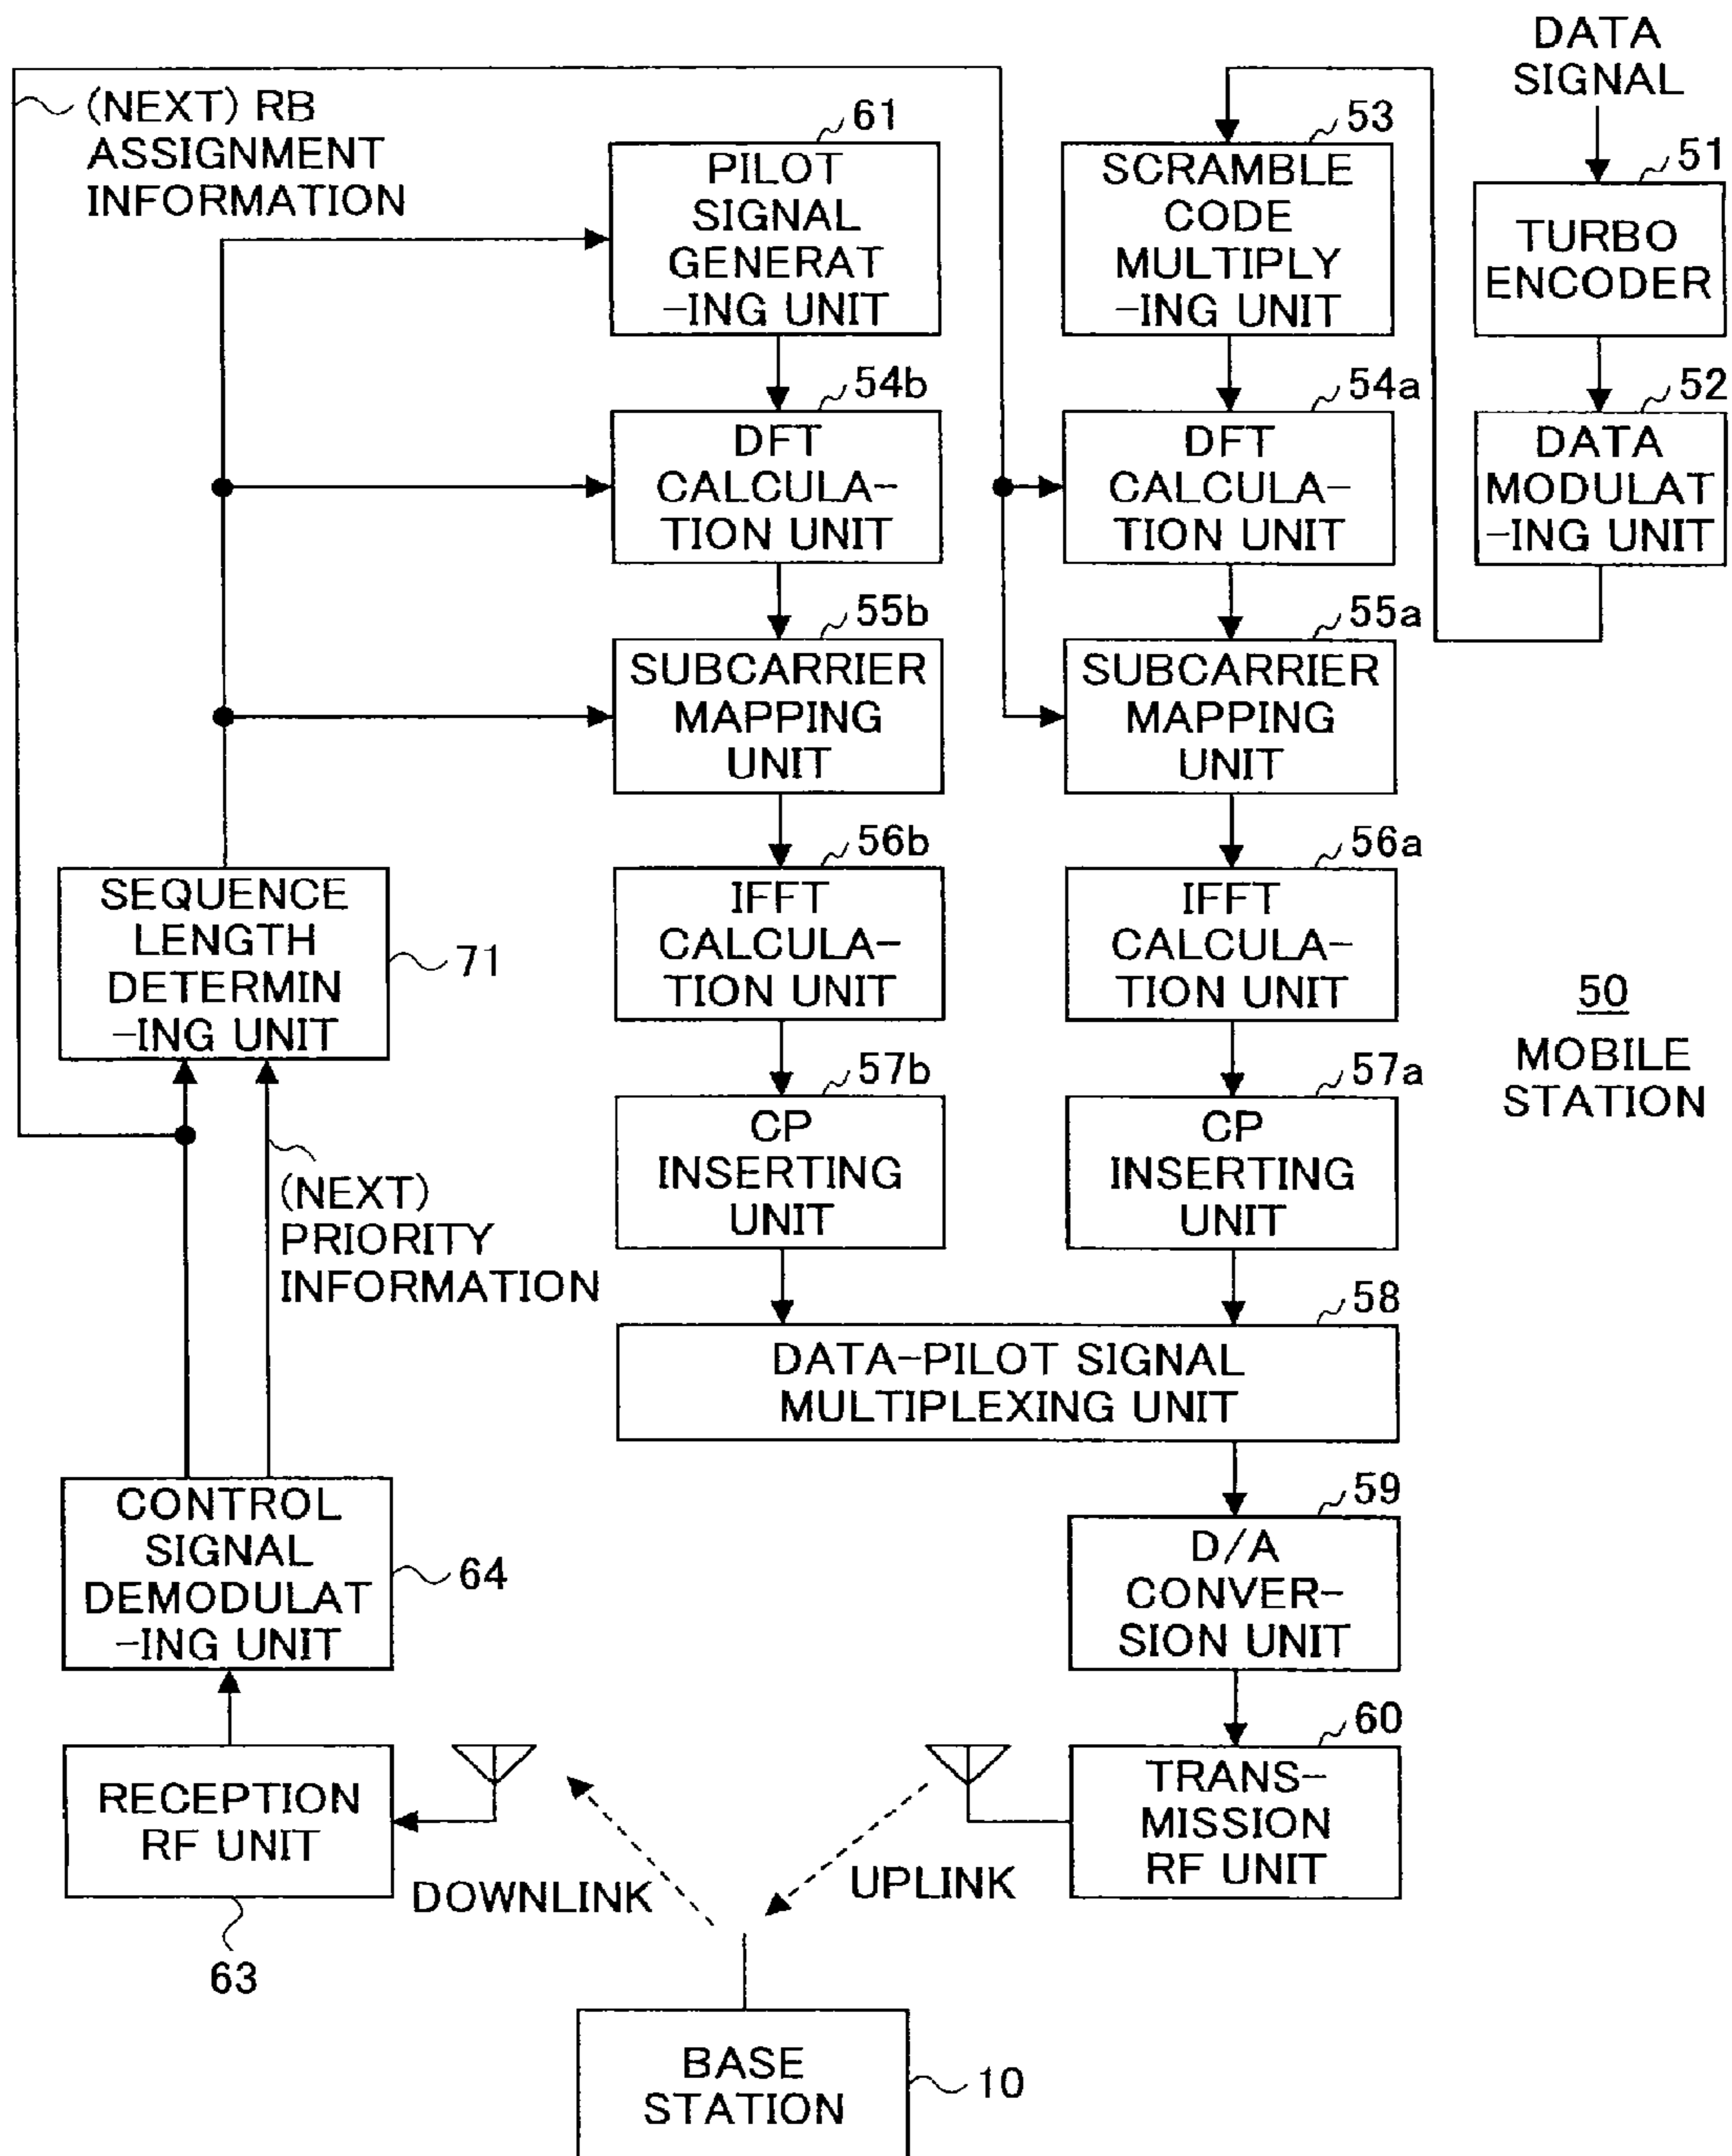 DATA
SIGNAL
(NEXT) RB
ASSIGNMENT
INFORMATION
61
PILOT
SIGNAL
GENERAT
-ING UNIT
53
SCRAMBLE
CODE
MULTIPLY
-ING UNIT
51
TURBO
ENCODER
54b
DFT
CALCULA-
TION UNIT
54a
DFT
CALCULA-
TION UNIT
52
DATA
MODULAT
-ING UNIT
55b
SUBCARRIER
MAPPING
UNIT
55a
SUBCARRIER
MAPPING
UNIT
SEQUENCE
LENGTH
DETERMIN
-ING UNIT
71
56b
IFFT
CALCULA-
TION UNIT
56a
IFFT
CALCULA-
TION UNIT
50
MOBILE
STATION
57b
CP
INSERTING
UNIT
57a
CP
INSERTING
UNIT
(NEXT)
PRIORITY
INFORMATION
58
DATA-PILOT SIGNAL
MULTIPLEXING UNIT
CONTROL
SIGNAL
DEMODULAT
-ING UNIT
64
59
D/A
CONVER-
SION UNIT
RECEPTION
RF UNIT
63
60
TRANS-
MISSION
RF UNIT
DOWNLINK
UPLINK
BASE
STATION
10